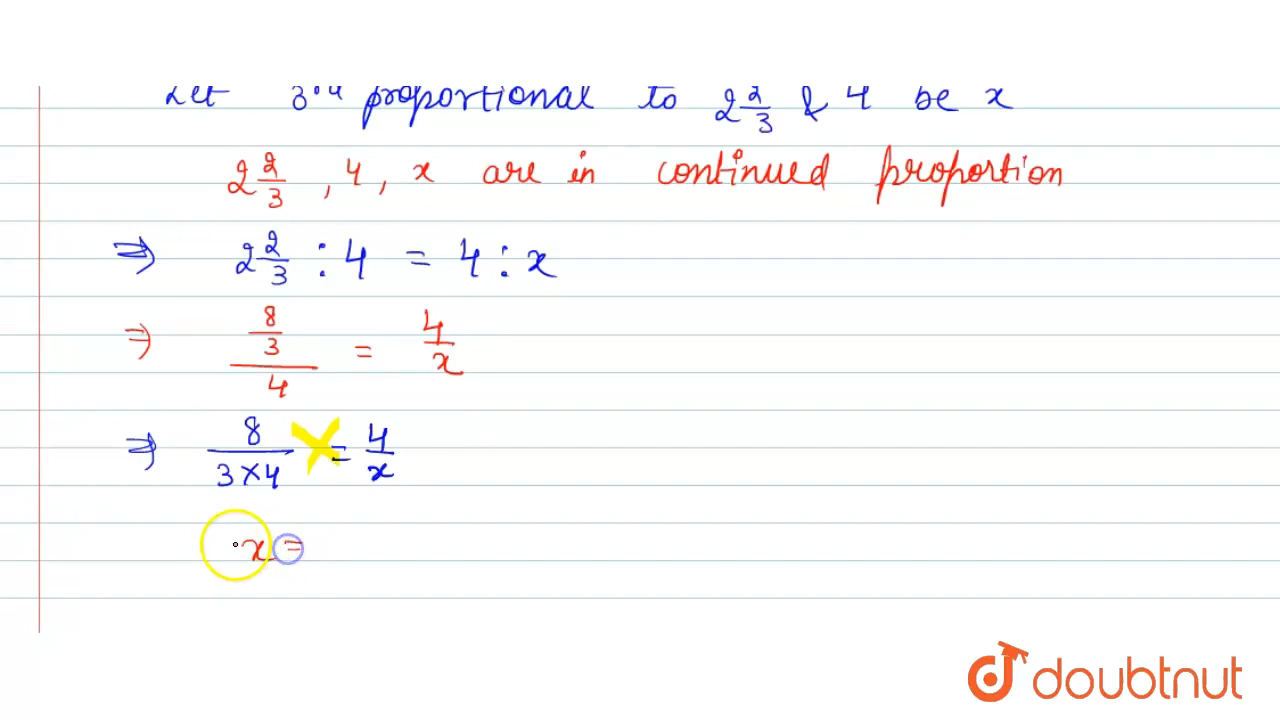 Let 3rd proportional to 2 2/3 & 4 be x
2 2/3 , 4 , x are in continued proportion
⇒ 2 2/3 : 4 = 4 : x
⇒ (8/3)/4 = 4/x
⇒ 8/(3×4) = 4/x
x =
doubtnut